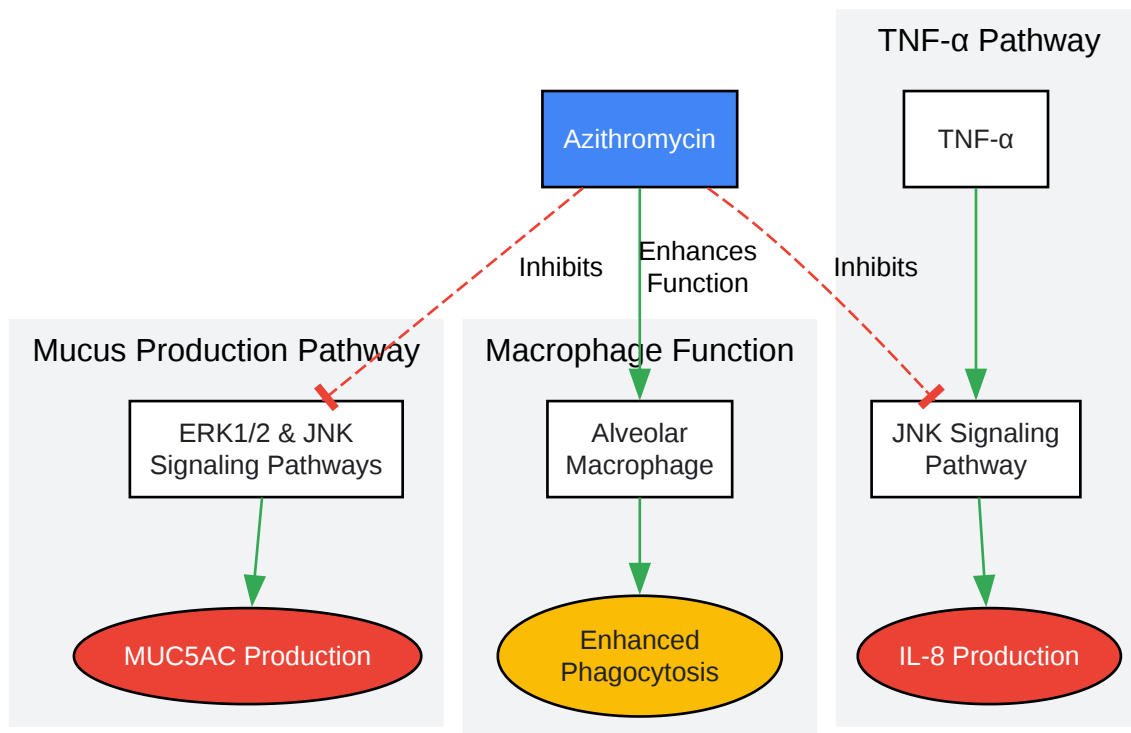 TNF-α Pathway
Azithromycin
TNF-α
Inhibits
Enhances
Function
Inhibits
Mucus Production Pathway
Macrophage Function
ERK1/2 & JNK
Signaling Pathways
Alveolar
Macrophage
JNK Signaling
Pathway
MUC5AC Production
Enhanced
Phagocytosis
IL-8 Production